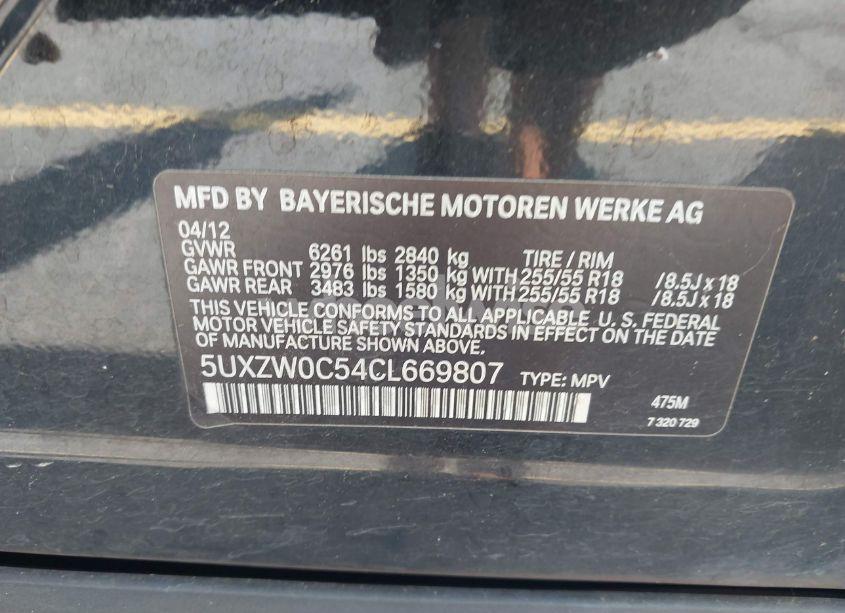 MFD BY BAYERISCHE MOTOREN WERKE AG
04/12
GVWR 6261 lbs 2840 kg TIRE / RIM
GAWR FRONT 2976 lbs 1350 kg WITH 255/55 R18 /8.5J x 18
GAWR REAR 3483 lbs 1580 kg WITH 255/55 R18 /8.5J x 18
THIS VEHICLE CONFORMS TO ALL APPLICABLE U. S. FEDERAL
MOTOR VEHICLE SAFETY STANDARDS IN EFFECT ON THE DATE
OF MANUFACTURE SHOWN ABOVE.
5UXZW0C54CL669807 TYPE: MPV
475M
7 320 729